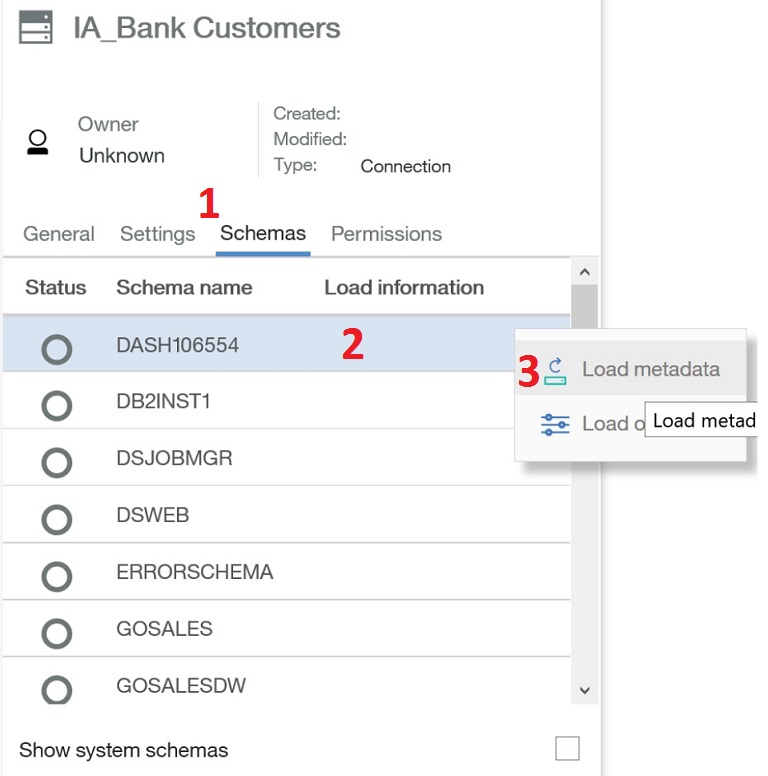 IA_Bank Customers
Owner
Unknown
Created:
Modified:
Type: Connection
1
General Settings Schemas Permissions
Status Schema name Load information
DASH106554 2
3 Load metadata
Load o
Load metad
DB2INST1
DSJOBMGR
DSWEB
ERRORSCHEMA
GOSALES
GOSALESDW
Show system schemas